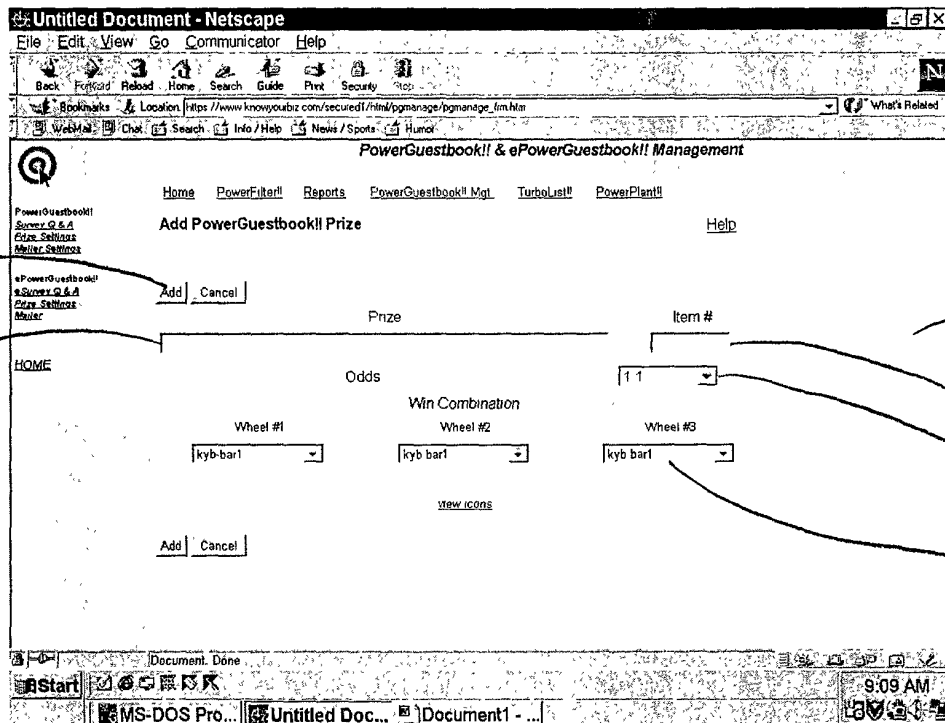 Untitled Document - Netscape
File Edit View Go Communicator Help
Back Forward Reload Home Search Guide Print Security Stop
N
Bookmarks Location https://www knowyourbiz com/secured1/html/pgmanage/pgmanage_frm.htm What's Related
WebMail Chat Search Info / Help News / Sports Humor
PowerGuestbook!! & ePowerGuestbook!! Management
Home PowerFilter!! Reports PowerGuestbook!! Mgt. TurboList!! PowerPlant!!
PowerGuestbook!!
Survey Q & A
Prize Settings
Mailer Settings
Add PowerGuestbook!! Prize Help
ePowerGuestbook!!
eSurvey Q & A
Prize Settings
Mailer
HOME
Add Cancel
Prize Item #
Odds 1 1
Win Combination
Wheel #1 Wheel #2 Wheel #3
kyb-bar1 kyb bar1 kyb bar1
view icons
Add Cancel
Document. Done
Start 9:09 AM
MS-DOS Pro... Untitled Doc... Document1 - ...